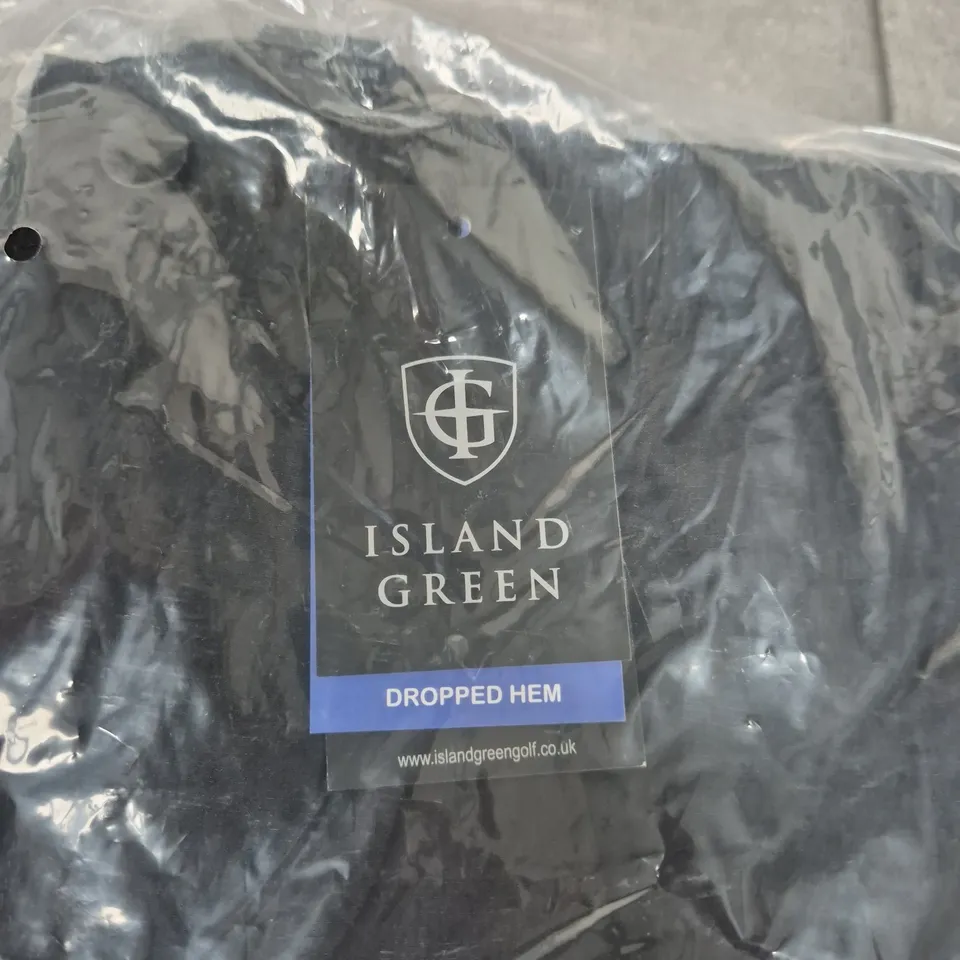 IG
ISLAND
GREEN
DROPPED HEM
www.islandgreengolf.co.uk